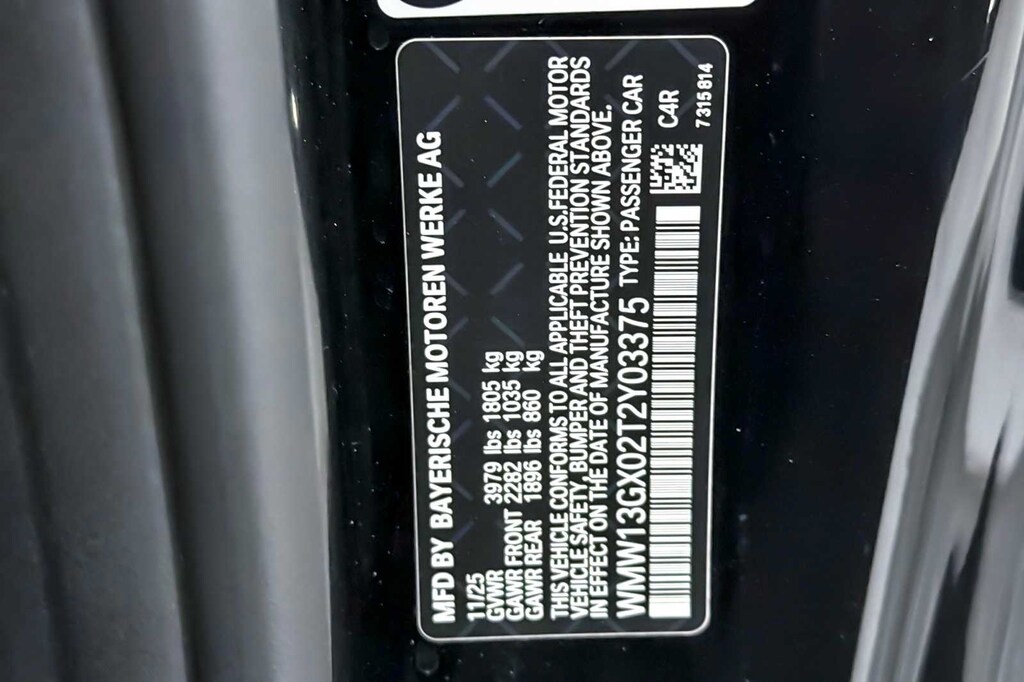 MFD BY BAYERISCHE MOTOREN WERKE AG
11/25
GVWR 3979 lbs 1805 kg
GAWR FRONT 2282 lbs 1035 kg
GAWR REAR 1896 lbs 860 kg
THIS VEHICLE CONFORMS TO ALL APPLICABLE U.S.FEDERAL MOTOR
VEHICLE SAFETY, BUMPER AND THEFT PREVENTION STANDARDS
IN EFFECT ON THE DATE OF MANUFACTURE SHOWN ABOVE.
WMW13GX02T2Y03375 TYPE: PASSENGER CAR
C4R
7315814